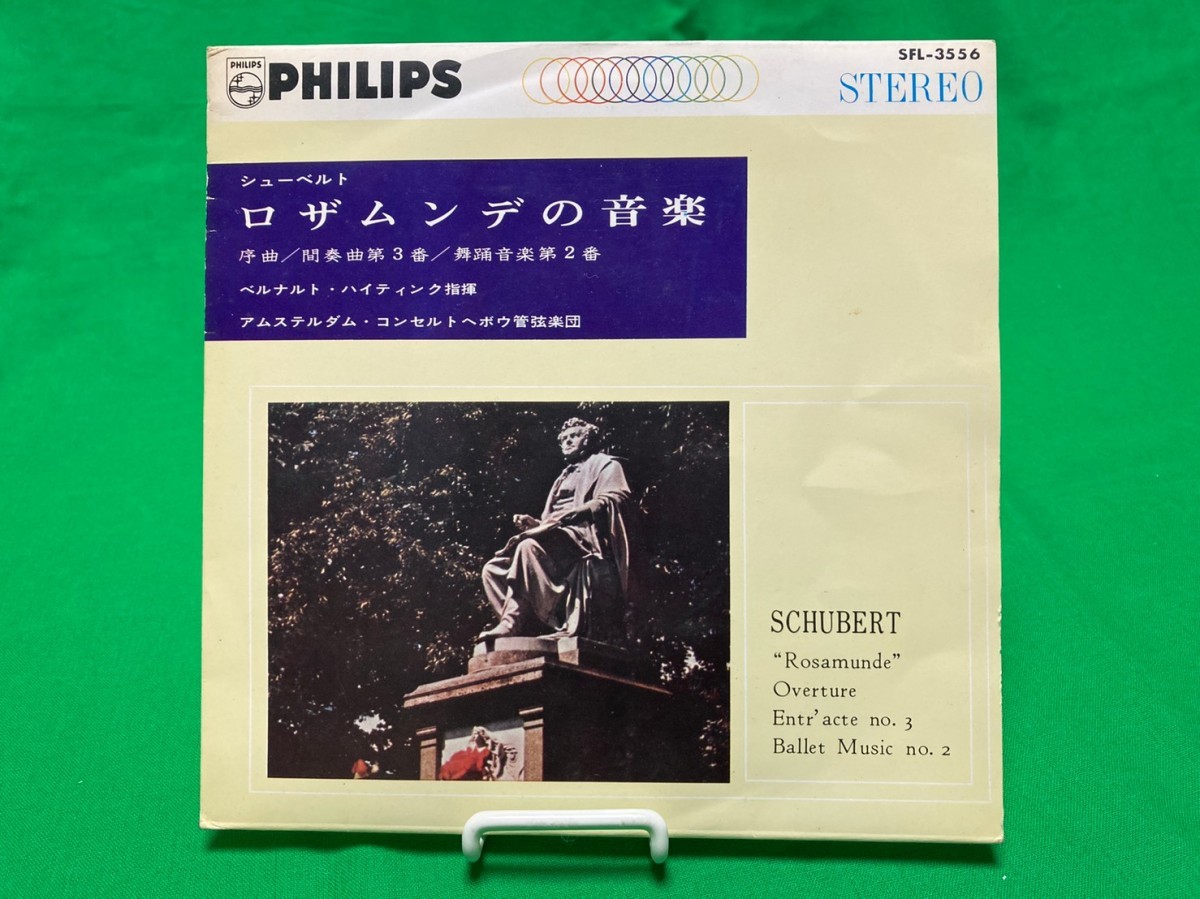 PHILIPS
PHILIPS
SFL-3556
STEREO
シューベルト
ロザムンデの音楽
序曲／間奏曲第3番／舞踊音楽第2番
ベルナルト・ハイティンク指揮
アムステルダム・コンセルトヘボウ管弦楽団
SCHUBERT
“Rosamunde”
Overture
Entr’acte no. 3
Ballet Music no. 2